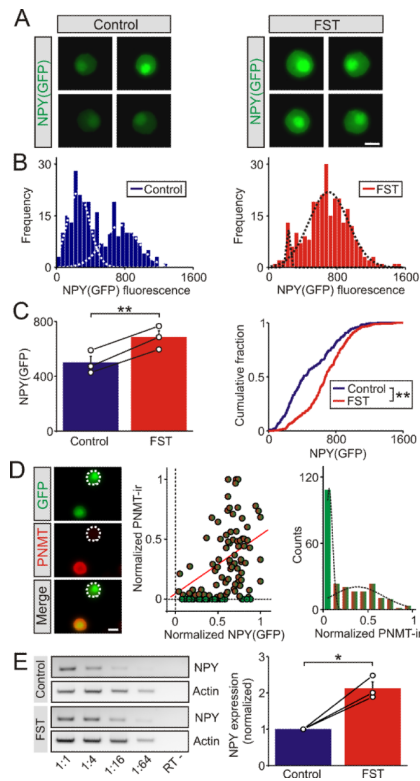 A
Control
FST
NPY(GFP)
NPY(GFP)
B
30
15
0
Frequency
Control
0 800 1600
NPY(GFP) fluorescence
30
15
0
Frequency
FST
0 800 1600
NPY(GFP) fluorescence
C
800
400
0
NPY(GFP)
**
Control FST
1
0.5
0
Cumulative fraction
Control
FST
**
0 800 1600
NPY(GFP)
D
GFP
PNMT
Merge
1
0.5
0
Normalized PNMT-ir
0 0.5 1
Normalized NPY(GFP)
120
60
0
Counts
0 0.5 1
Normalized PNMT-ir
E
Control
NPY
Actin
FST
NPY
Actin
1:1 1:4 1:16 1:64 RT -
3
2
1
0
NPY expression
(normalized)
*
Control FST